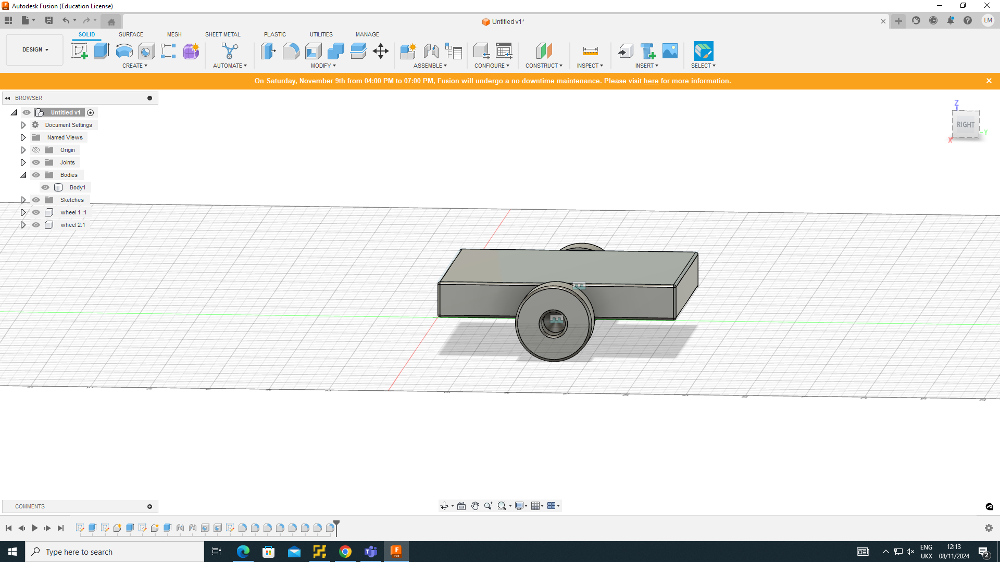 Autodesk Fusion (Education License)
Untitled v1*
LM
SOLID SURFACE MESH SHEET METAL PLASTIC UTILITIES MANAGE
DESIGN
CREATE AUTOMATE MODIFY ASSEMBLE CONFIGURE CONSTRUCT INSPECT INSERT SELECT
On Saturday, November 9th from 04:00 PM to 07:00 PM, Fusion will undergo a no-downtime maintenance. Please visit here for more information.
BROWSER
Untitled v1
Document Settings
Named Views
Origin
Joints
Bodies
Body1
Sketches
wheel 1 :1
wheel 2:1
Z
RIGHT
Y
X
COMMENTS
Type here to search
ENG
UKX
12:13
08/11/2024
2